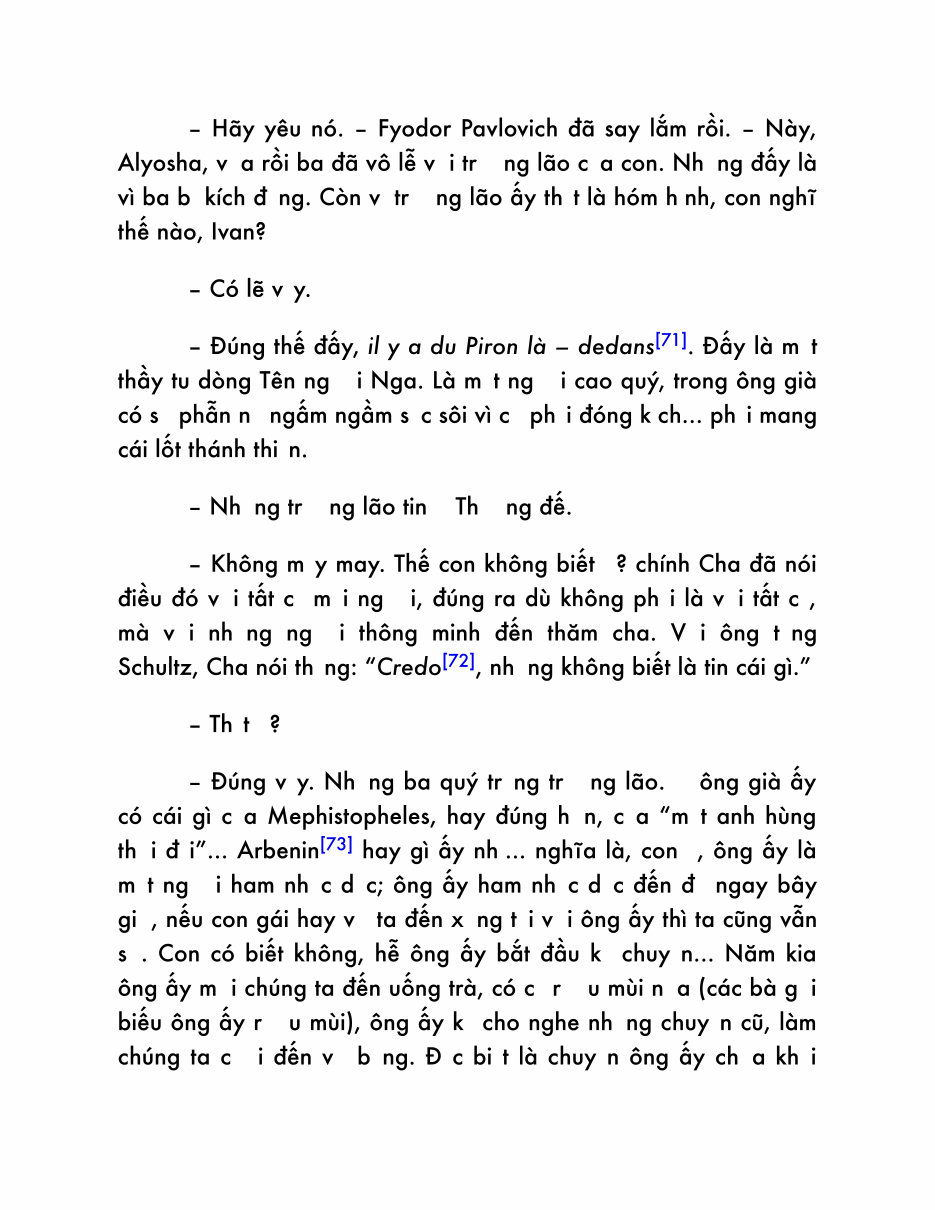 – Hãy yêu nó. – Fyodor Pavlovich đã say lắm rồi. – Này,
Alyosha, v a rồi ba đã vô lễ v i tr ng lão c a con. Nh ng đấy là
vì ba b kích đ ng. Còn v tr ng lão ấy th t là hóm h nh, con nghĩ
thế nào, Ivan?
– Có lẽ v y.
– Đúng thế đấy, il y a du Piron là – dedans[71]. Đấy là m t
thầy tu dòng Tên ng i Nga. Là m t ng i cao quý, trong ông già
có s phẫn n ngấm ngầm s c sôi vì c ph i đóng k ch... ph i mang
cái lốt thánh thi n.
– Nh ng tr ng lão tin Th ng đế.
– Không m y may. Thế con không biết ? chính Cha đã nói
điều đó v i tất c m i ng i, đúng ra dù không ph i là v i tất c ,
mà v i nh ng ng i thông minh đến thăm cha. V i ông t ng
Schultz, Cha nói th ng: “Credo[72], nh ng không biết là tin cái gì.”
– Th t ?
– Đúng v y. Nh ng ba quý tr ng tr ng lão. ông già ấy
có cái gì c a Mephistopheles, hay đúng h n, c a “m t anh hùng
th i đ i”... Arbenin[73] hay gì ấy nh ... nghĩa là, con , ông ấy là
m t ng i ham nh c d c; ông ấy ham nh c d c đến đ ngay bây
gi , nếu con gái hay v ta đến x ng t i v i ông ấy thì ta cũng vẫn
s . Con có biết không, hễ ông ấy bắt đầu k chuy n... Năm kia
ông ấy m i chúng ta đến uống trà, có c r u mùi n a (các bà g i
biếu ông ấy r u mùi), ông ấy k cho nghe nh ng chuy n cũ, làm
chúng ta c i đến v b ng. Đ c bi t là chuy n ông ấy ch a kh i